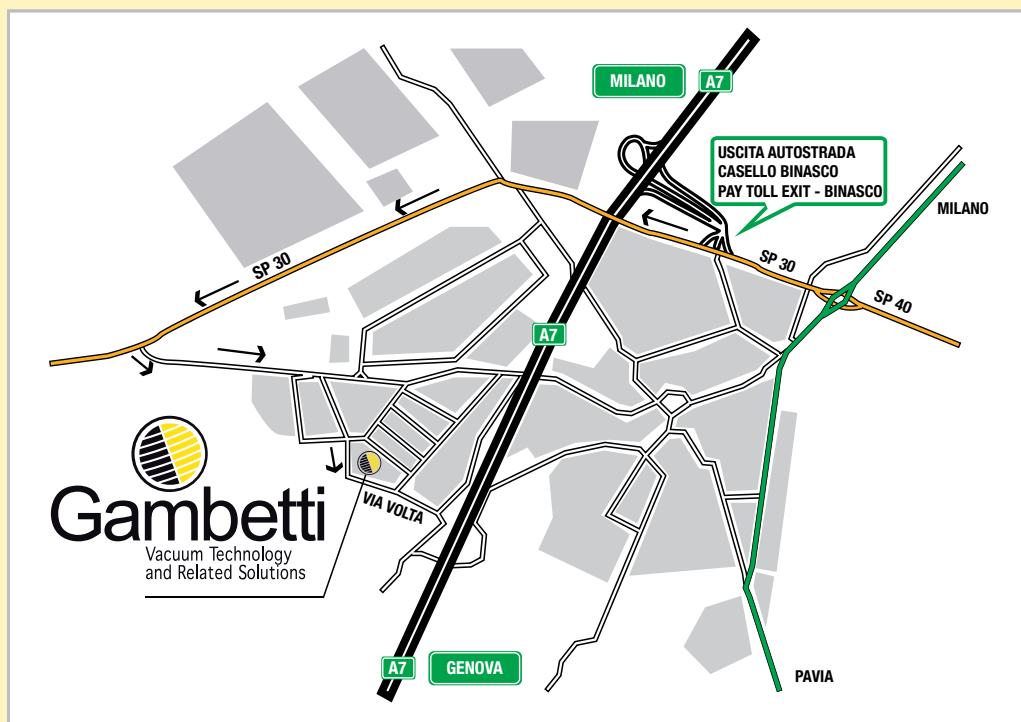 MILANO
A7
USCITA AUTOSTRADA
CASELLO BINASCO
PAY TOLL EXIT - BINASCO
MILANO
SP 30
SP 30
SP 40
A7
Gambetti
Vacuum Technology
and Related Solutions
VIA VOLTA
A7
GENOVA
PAVIA